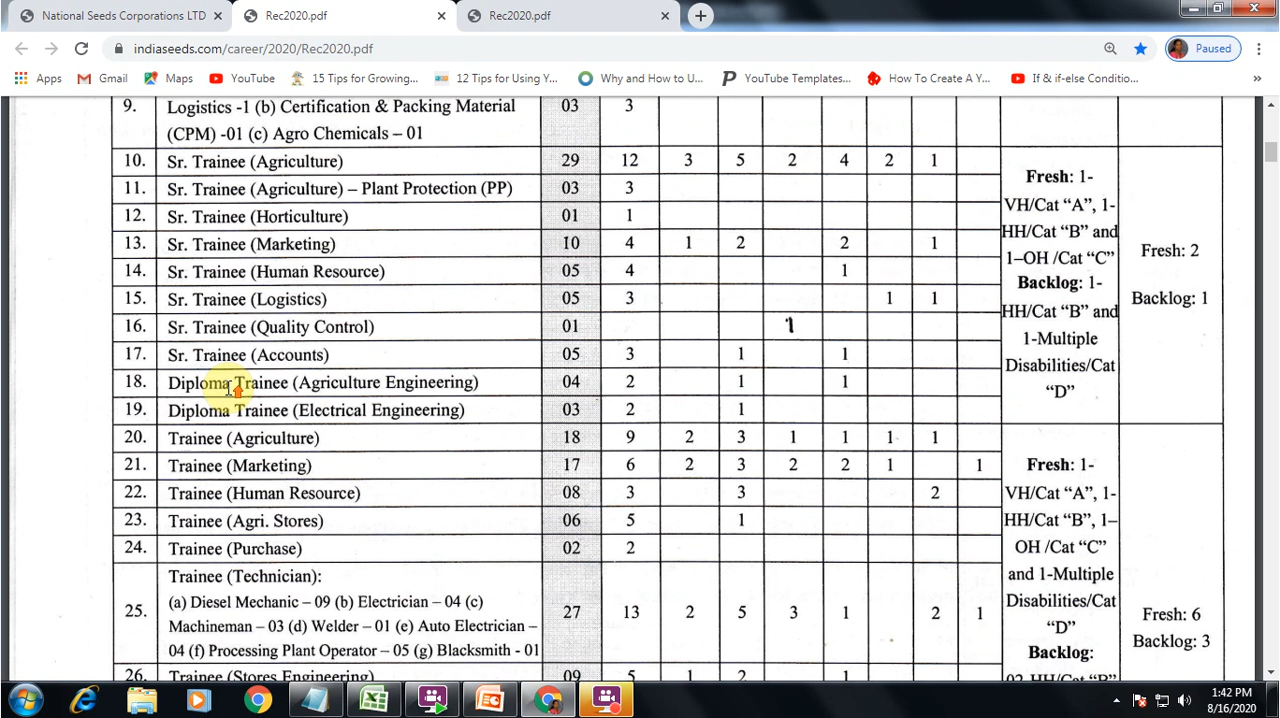 National Seeds Corporations LTD
Rec2020.pdf
Rec2020.pdf
indiaseeds.com/career/2020/Rec2020.pdf
Paused
Apps
Gmail
Maps
YouTube
15 Tips for Growing...
12 Tips for Using Y...
Why and How to U...
YouTube Templates...
How To Create A Y...
If & if-else Conditio...
»
9. Logistics -1 (b) Certification & Packing Material 03 3
(CPM) -01 (c) Agro Chemicals – 01
10. Sr. Trainee (Agriculture) 29 12 3 5 2 4 2 1
11. Sr. Trainee (Agriculture) – Plant Protection (PP) 03 3
12. Sr. Trainee (Horticulture) 01 1
13. Sr. Trainee (Marketing) 10 4 1 2 2 1
14. Sr. Trainee (Human Resource) 05 4 1
15. Sr. Trainee (Logistics) 05 3 1 1
16. Sr. Trainee (Quality Control) 01 1
17. Sr. Trainee (Accounts) 05 3 1 1
18. Diploma Trainee (Agriculture Engineering) 04 2 1 1
19. Diploma Trainee (Electrical Engineering) 03 2 1
Fresh: 1-
VH/Cat “A”, 1-
HH/Cat “B” and
1–OH /Cat “C”
Backlog: 1-
HH/Cat “B” and
1-Multiple
Disabilities/Cat
“D”
Fresh: 2
Backlog: 1
20. Trainee (Agriculture) 18 9 2 3 1 1 1 1
21. Trainee (Marketing) 17 6 2 3 2 2 1 1
22. Trainee (Human Resource) 08 3 3 2
23. Trainee (Agri. Stores) 06 5 1
24. Trainee (Purchase) 02 2
25. Trainee (Technician):
(a) Diesel Mechanic – 09 (b) Electrician – 04 (c)
Machineman – 03 (d) Welder – 01 (e) Auto Electrician –
04 (f) Processing Plant Operator – 05 (g) Blacksmith - 01
27 13 2 5 3 1 2 1
26. Trainee (Stores Engineering) 09 5 1 2 1
Fresh: 1-
VH/Cat “A”, 1-
HH/Cat “B”, 1–
OH /Cat “C”
and 1-Multiple
Disabilities/Cat
“D”
Backlog:
02-HH/Cat “B”
Fresh: 6
Backlog: 3
1:42 PM
8/16/2020